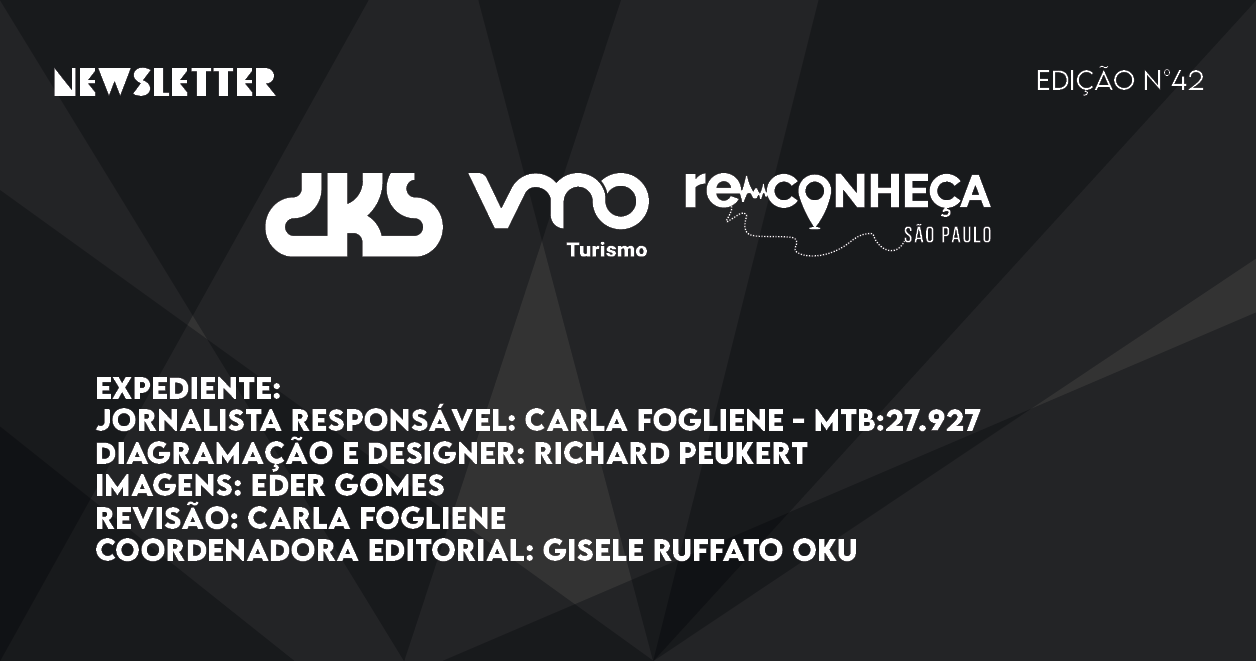 NEWSLETTER
EDIÇÃO N°42
DKS
VMO
Turismo
reCONHEÇA
SÃO PAULO
EXPEDIENTE:
JORNALISTA RESPONSÁVEL: CARLA FOGLIENE - MTB:27.927
DIAGRAMAÇÃO E DESIGNER: RICHARD PEUKERT
IMAGENS: EDER GOMES
REVISÃO: CARLA FOGLIENE
COORDENADORA EDITORIAL: GISELE RUFFATO OKU